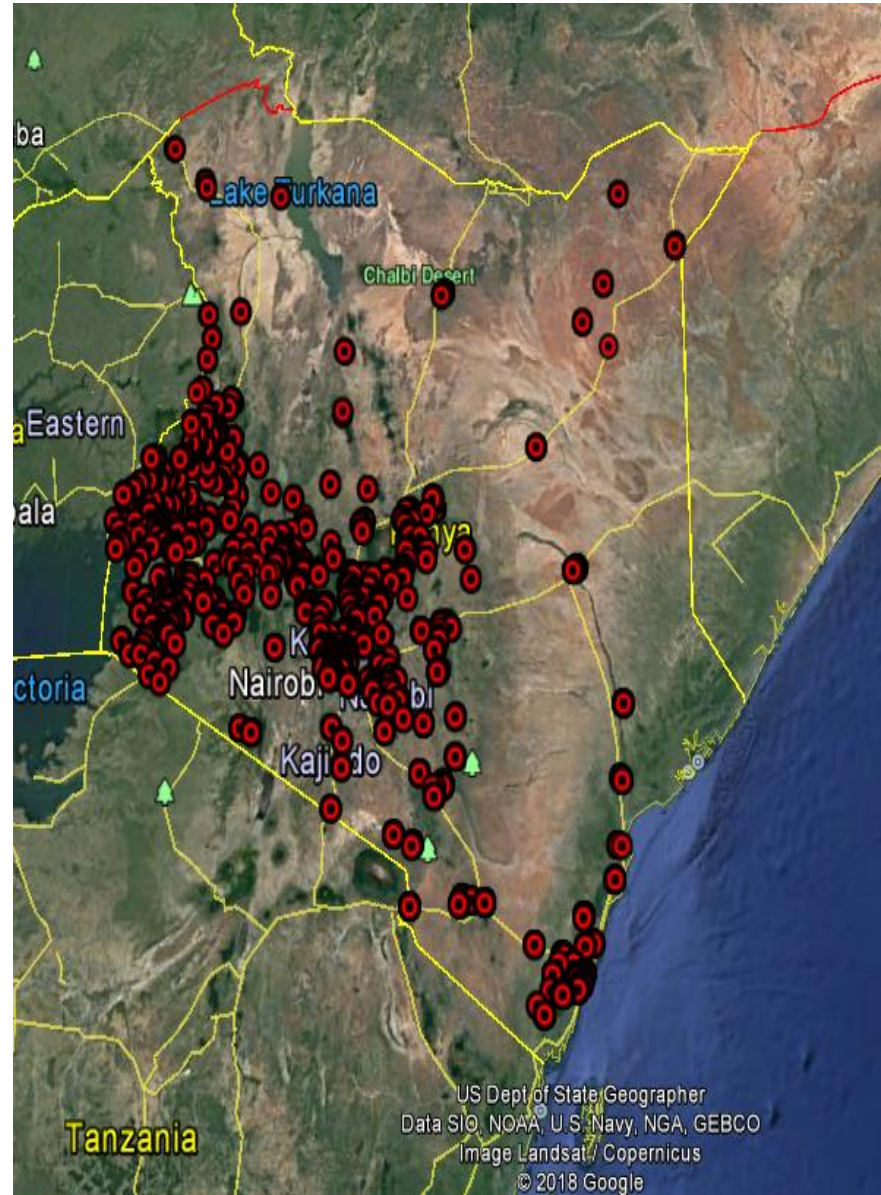 ba
Lake Turkana
Chalbi Desert
Eastern
ala
Nairobi
Kajiado
ctoria
Tanzania
US Dept of State Geographer
Data SIO, NOAA, U.S. Navy, NGA, GEBCO
Image Landsat / Copernicus
© 2018 Google